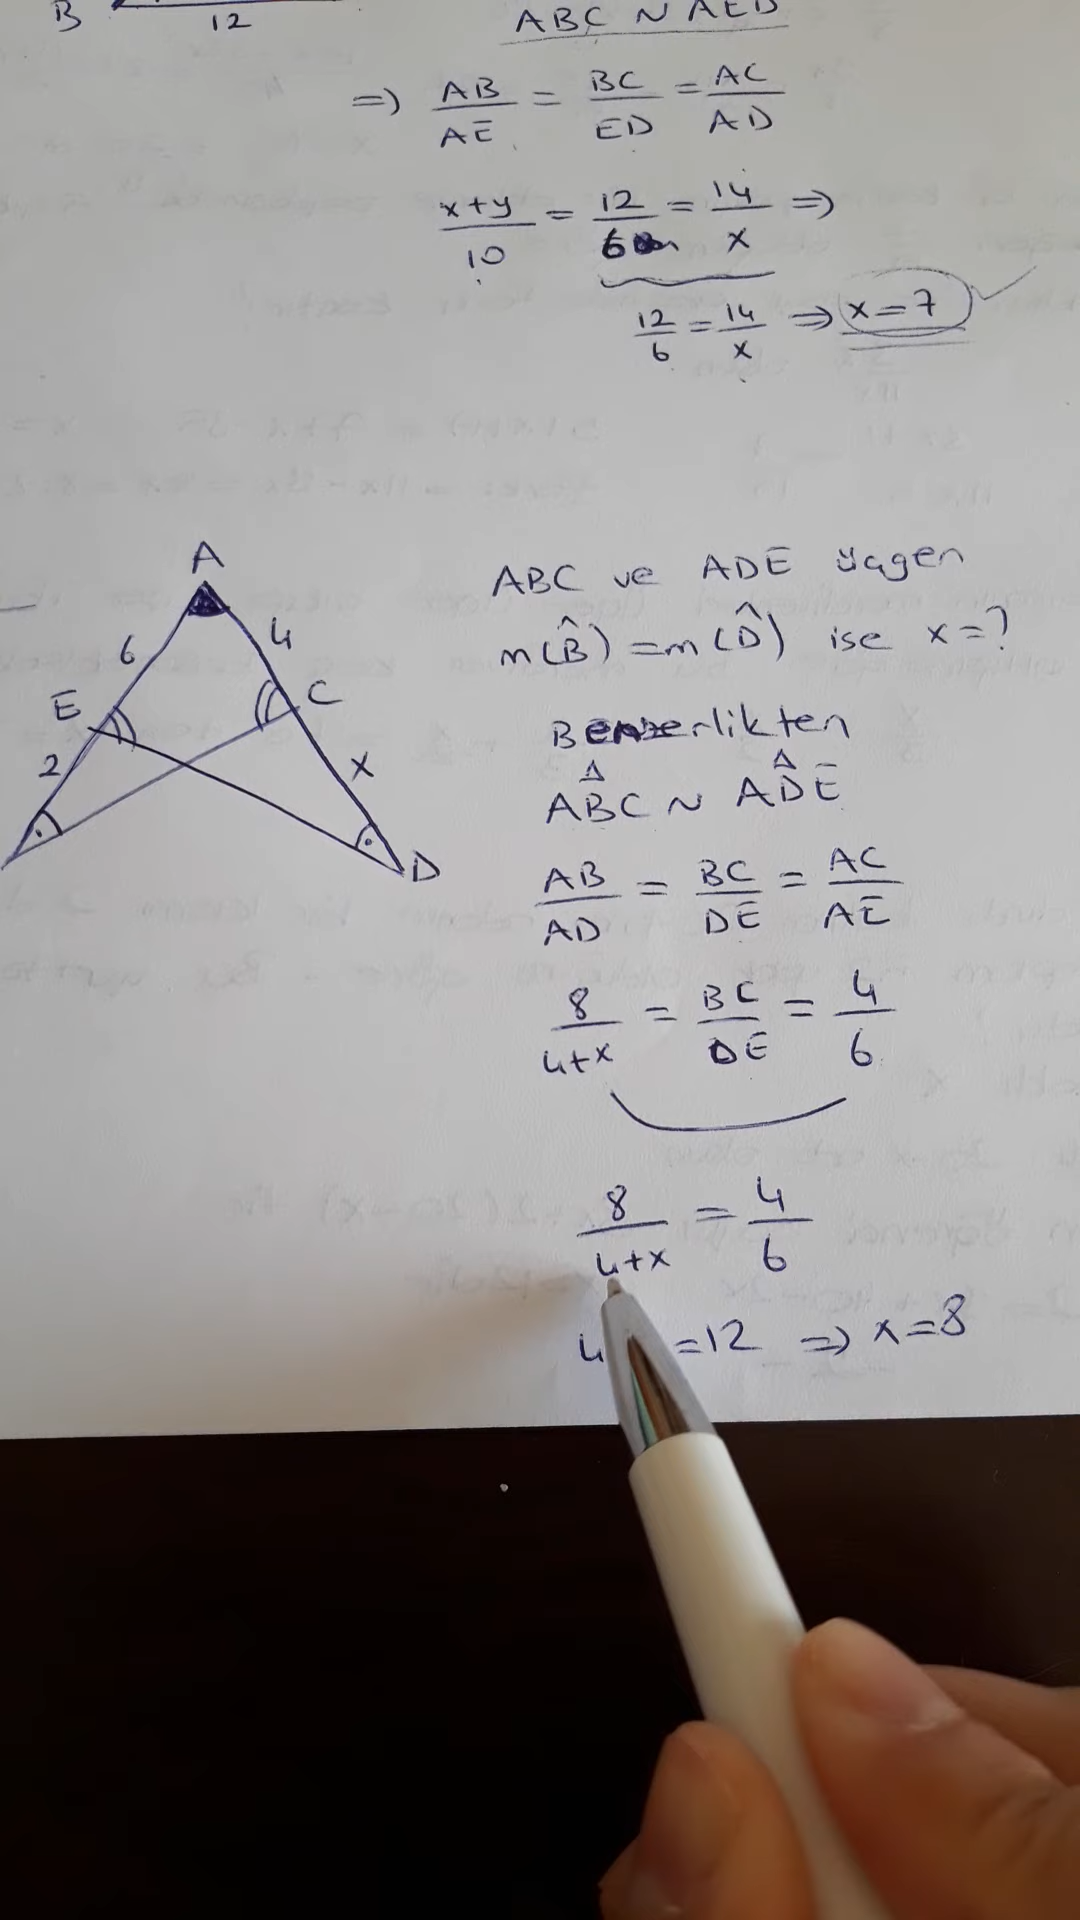 B
12
ABC ~ AED
=> AB/AE = BC/ED = AC/AD
x+y/10 = 12/6 = 14/x =>
12/6 = 14/x => x=7
A
6
4
E
C
2
x
D
ABC ve ADE üçgen
m(B̂)=m(D̂) ise x=?
Benzerlikten
ABC ~ ADE
AB/AD = BC/DE = AC/AE
8/4+x = BC/DE = 4/6
8/4+x = 4/6
4 =12 => x=8